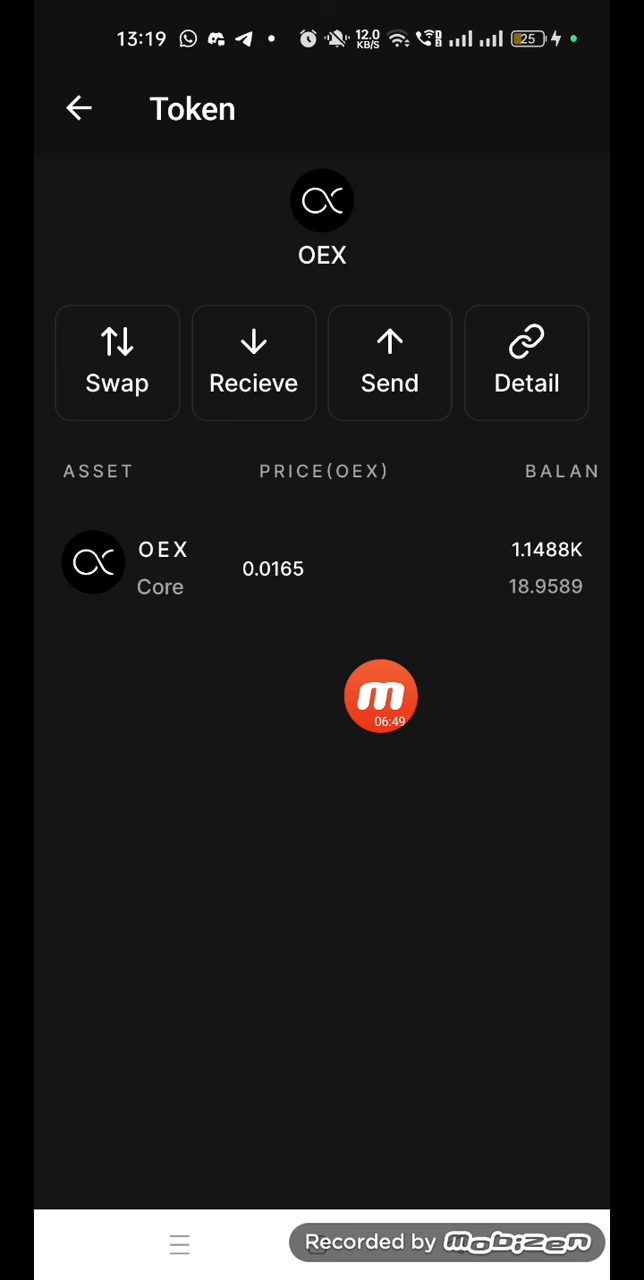 13:19 12.0 KB/S 25
Token
OEX
Swap Recieve Send Detail
ASSET PRICE(OEX) BALAN
OEX 1.1488K
0.0165
Core 18.9589
m
06:49
Recorded by mobizen